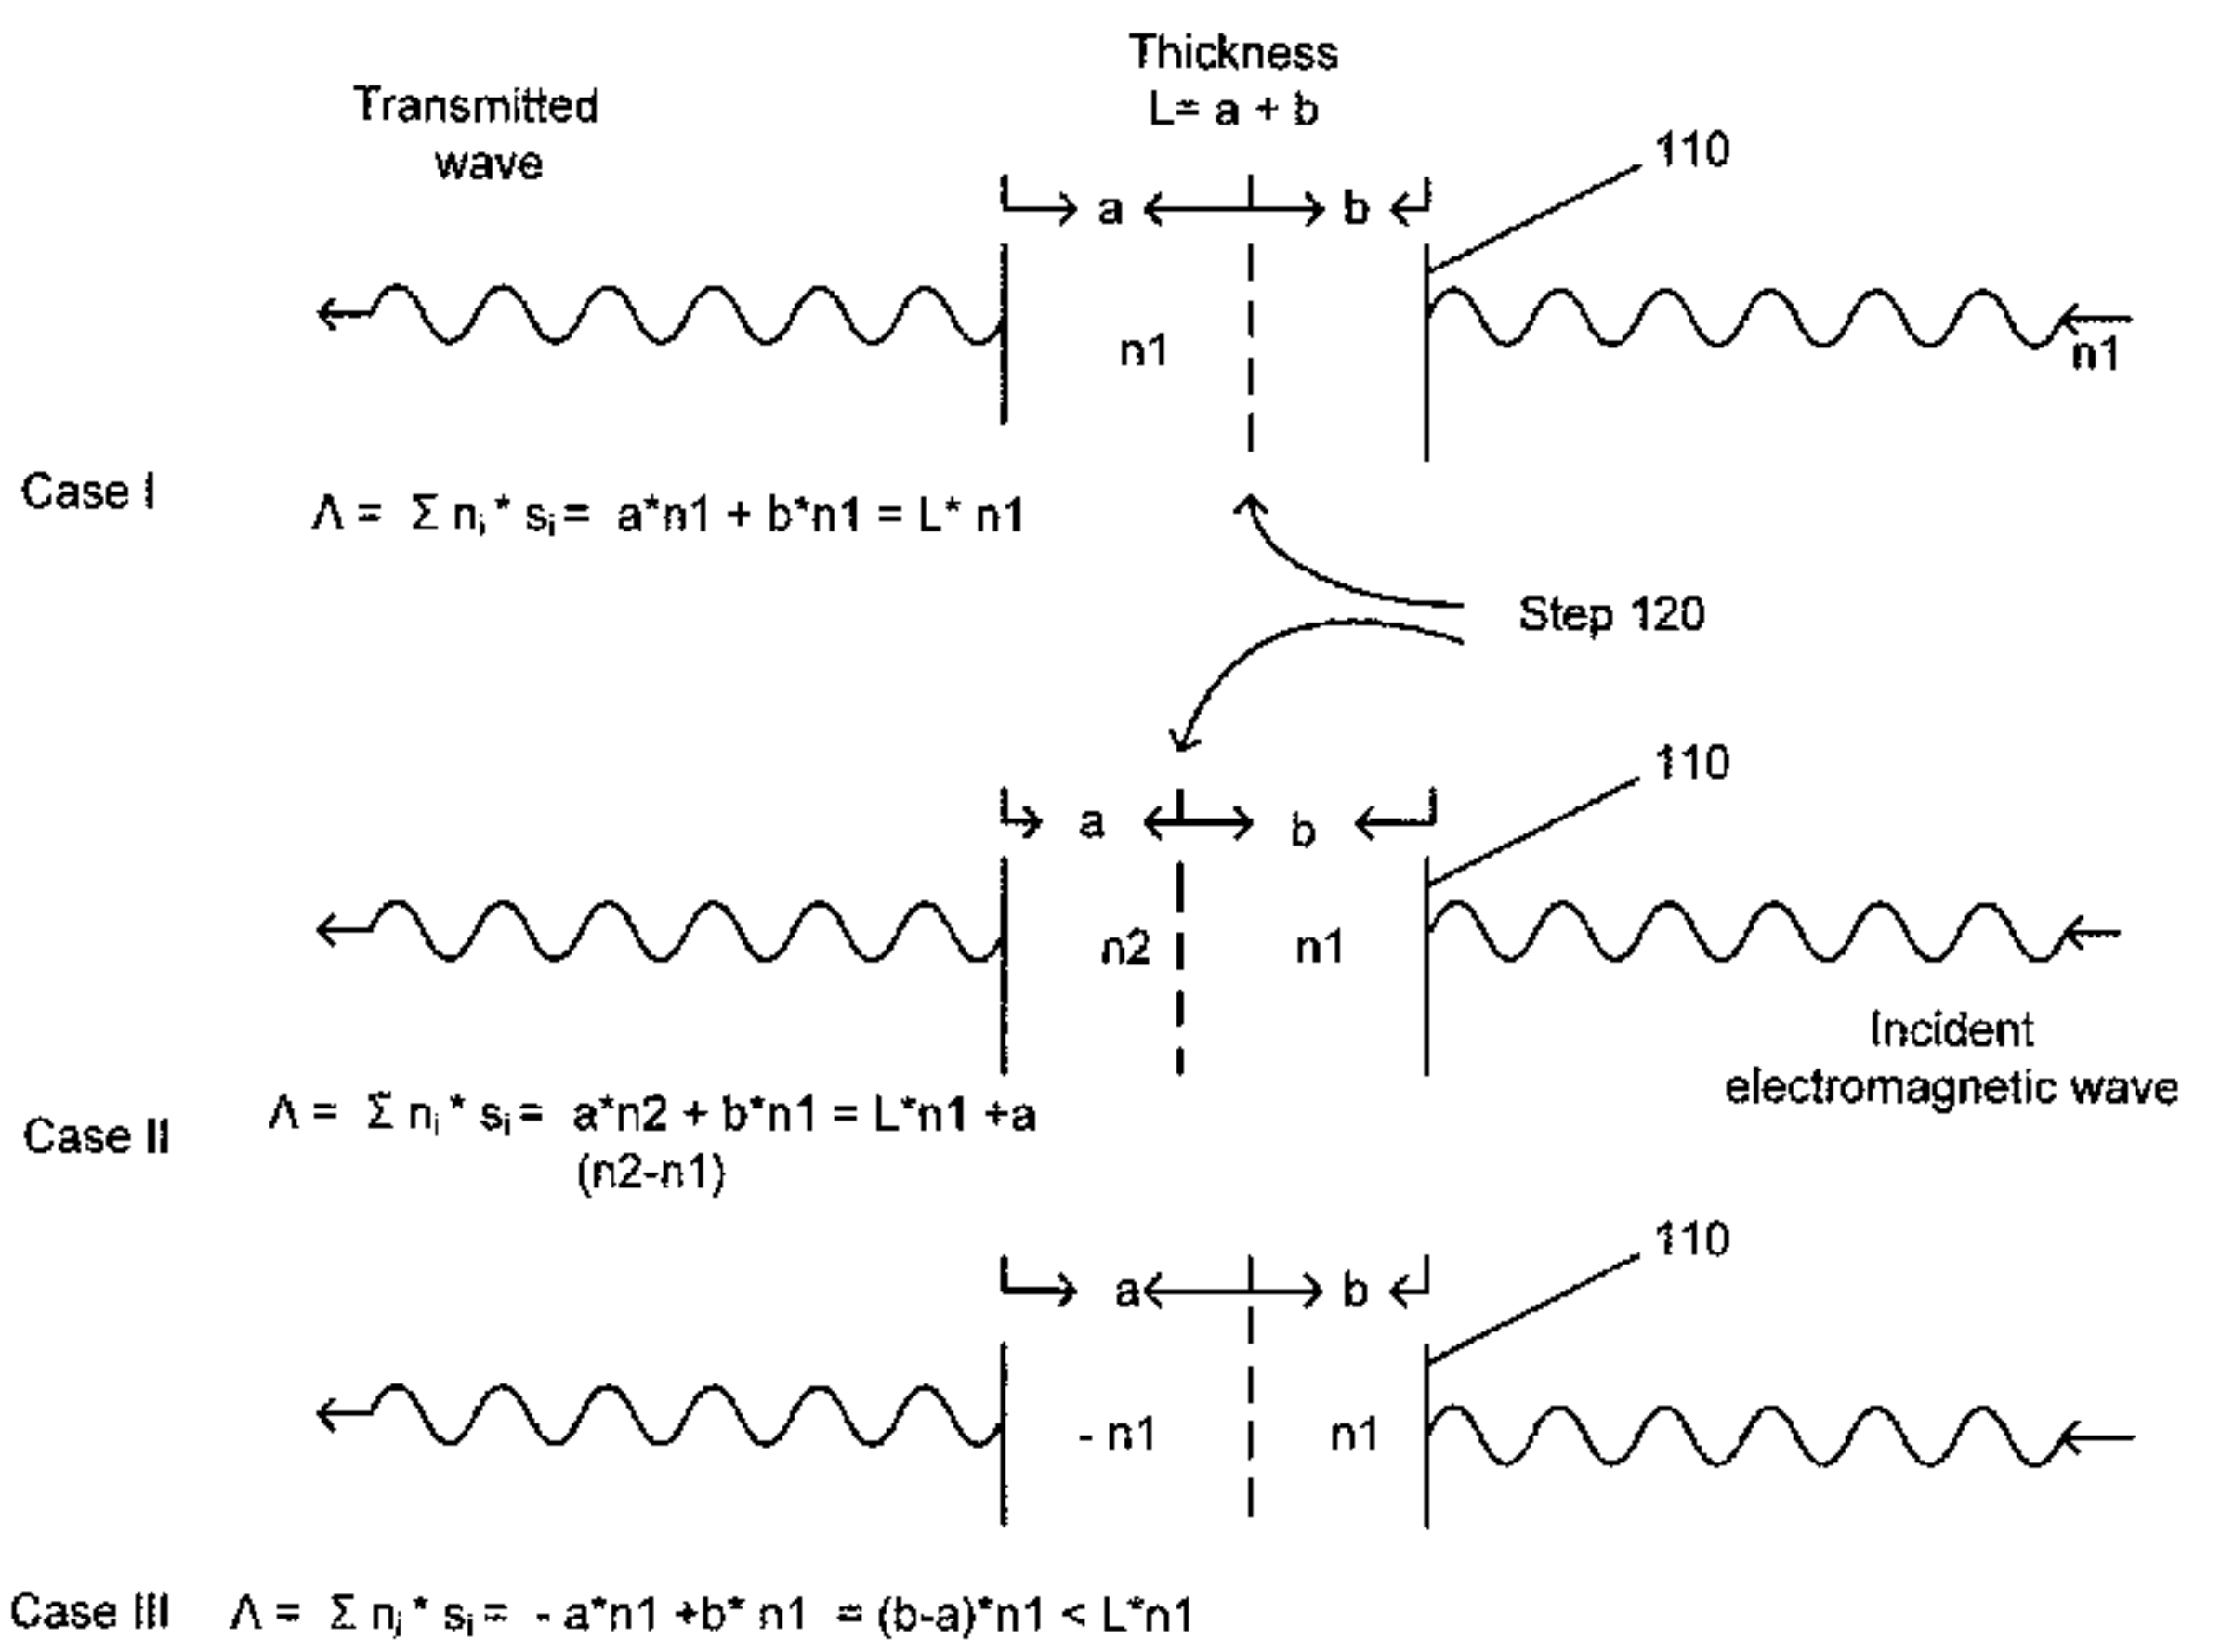 Thickness
L= a + b
Transmitted
wave
110
a
b
n1
n1
Case I
Λ = Σ nᵢ * sᵢ = a*n1 + b*n1 = L* n1
Step 120
110
a
b
n2
n1
Incident
electromagnetic wave
Case II
Λ = Σ nᵢ * sᵢ = a*n2 + b*n1 = L*n1 +a
(n2-n1)
110
a
b
- n1
n1
Case III
Λ = Σ nᵢ * sᵢ = - a*n1 +b* n1 = (b-a)*n1 < L*n1